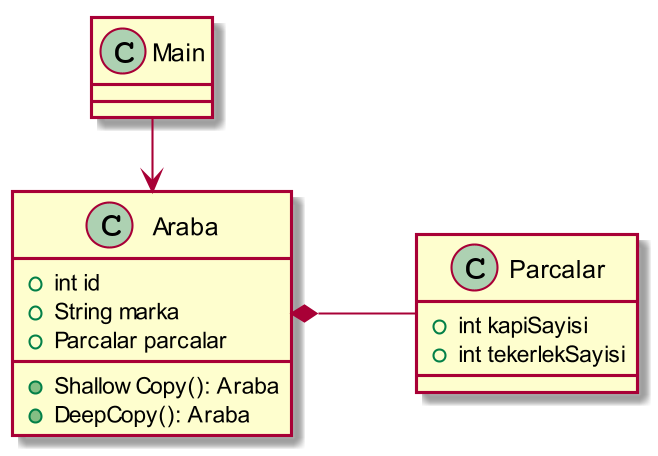 C Main
C Araba
int id
String marka
Parcalar parcalar
Shallow Copy(): Araba
DeepCopy(): Araba
C Parcalar
int kapiSayisi
int tekerlekSayisi